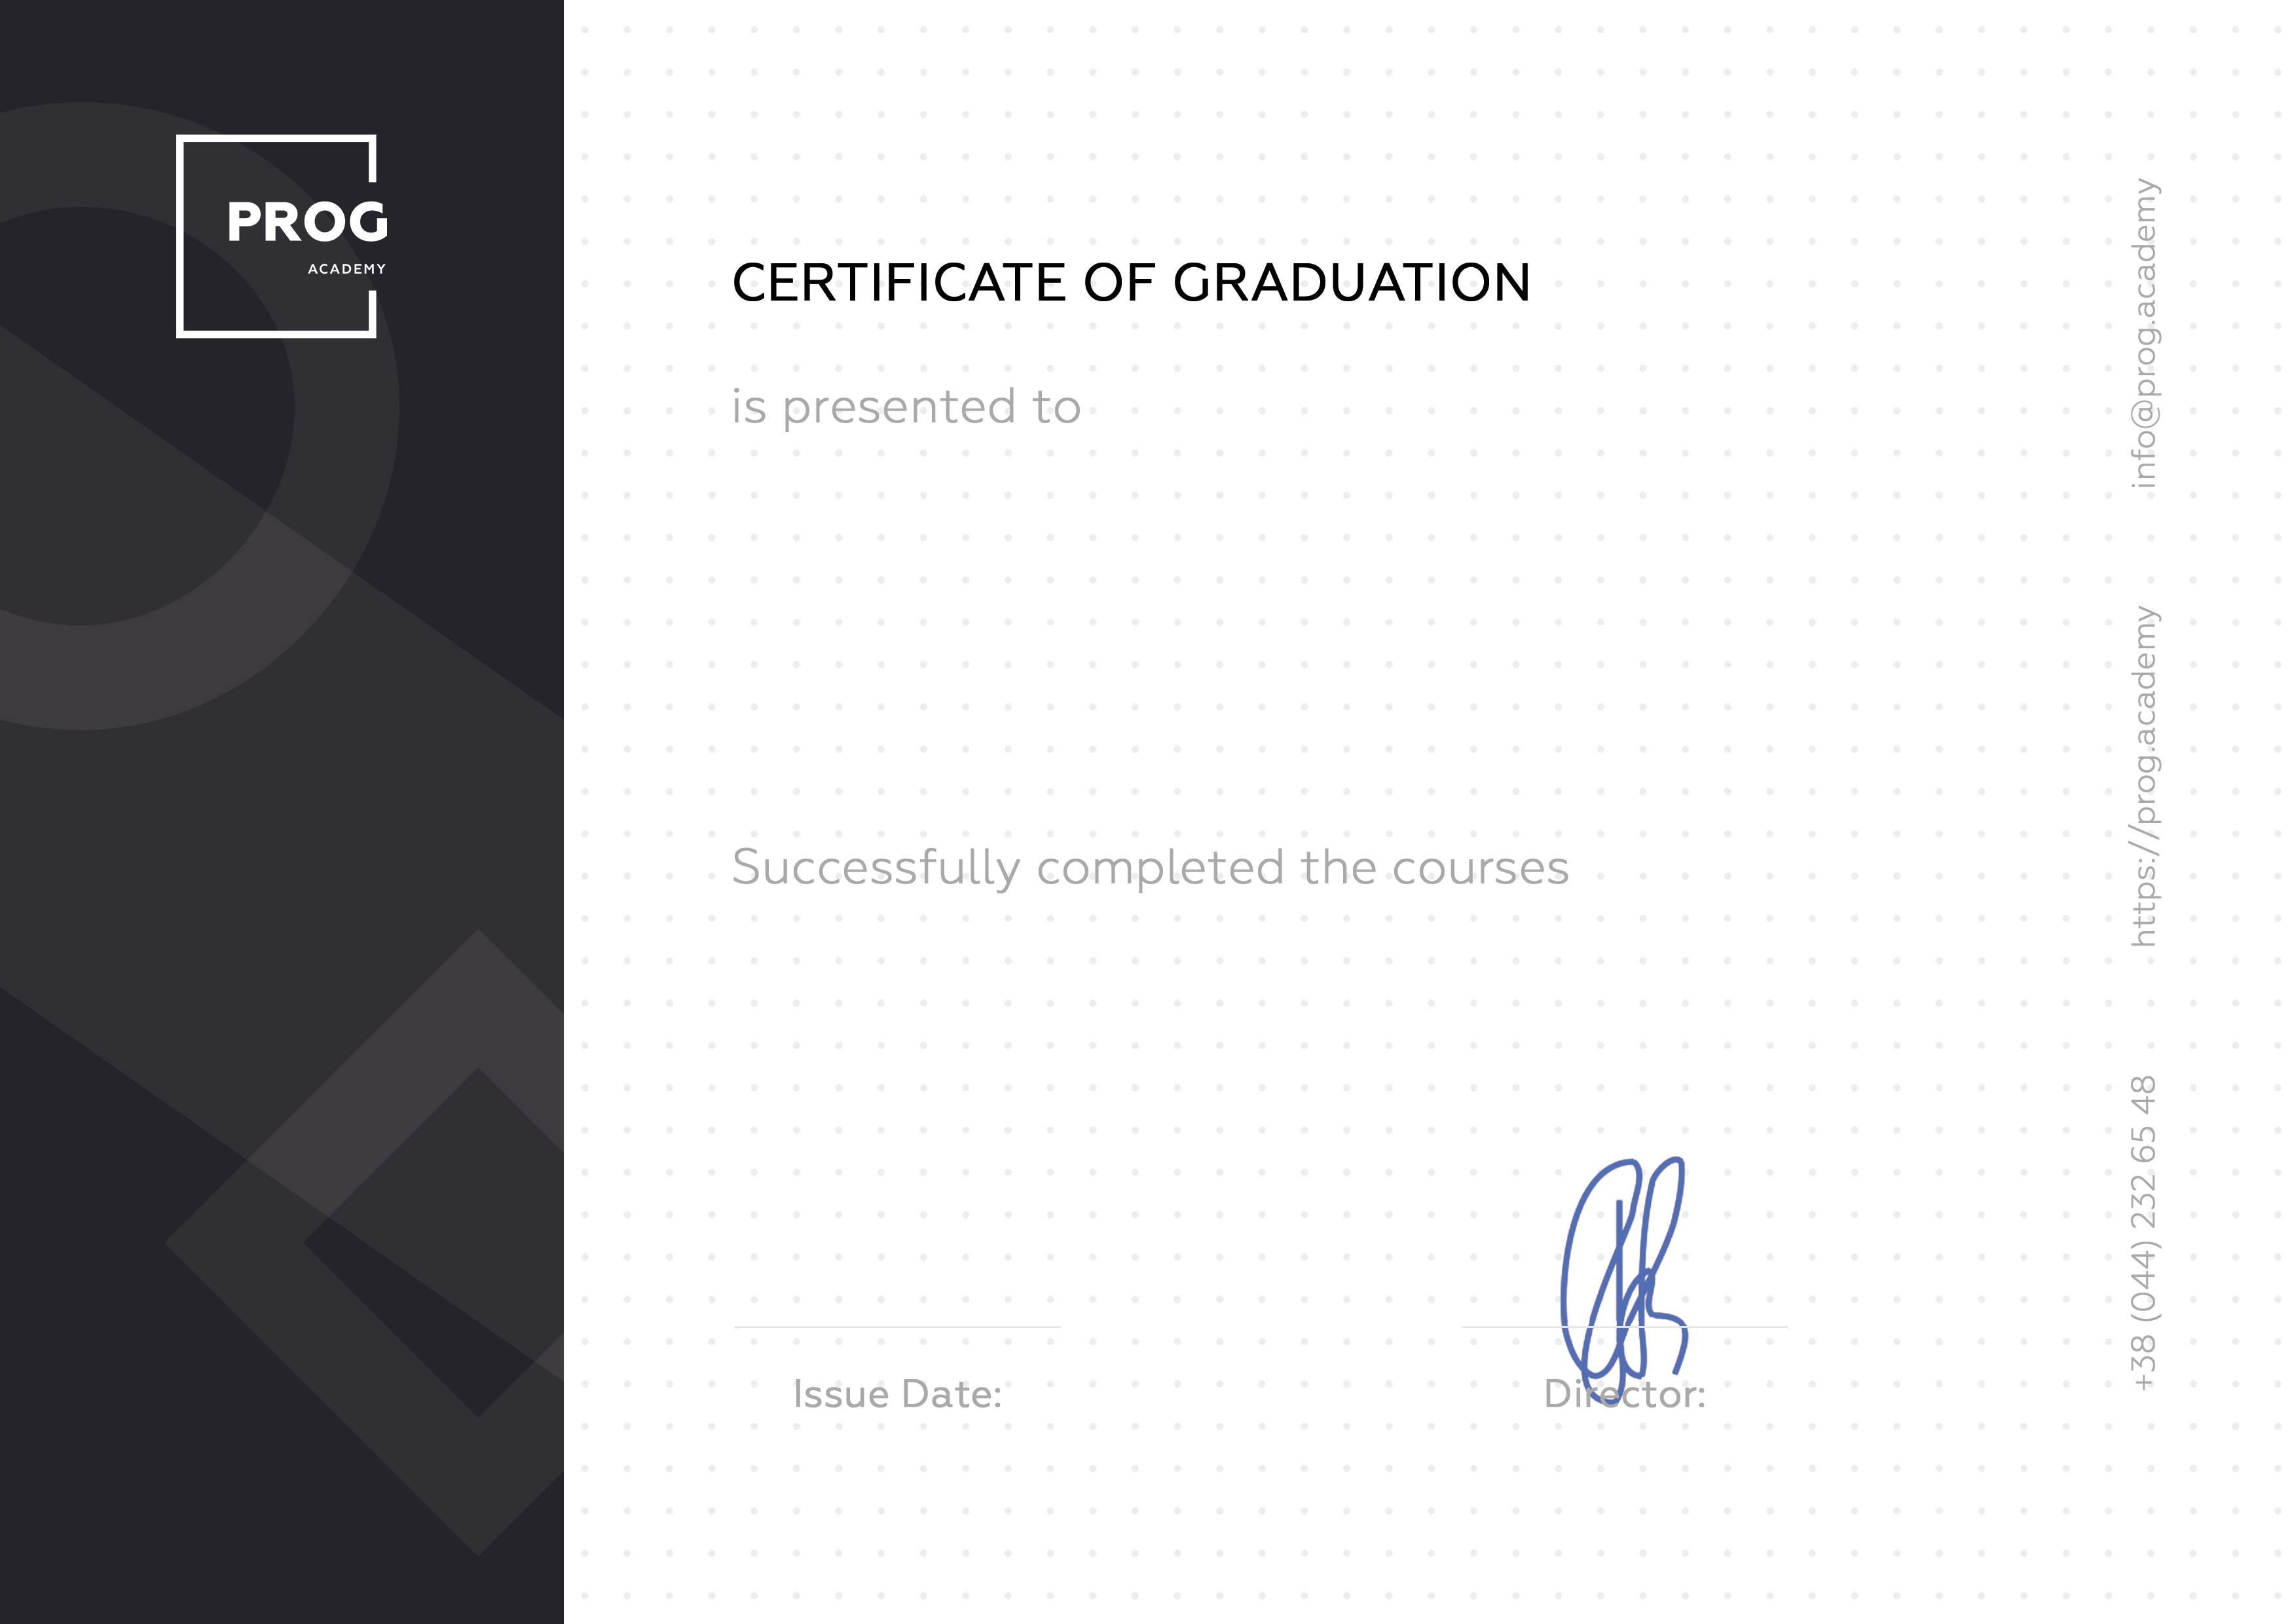 PROG
ACADEMY
CERTIFICATE OF GRADUATION
is presented to
Successfully completed the courses
Issue Date:
Director:
info@prog.academy
https://prog.academy
+38 (044) 232 65 48